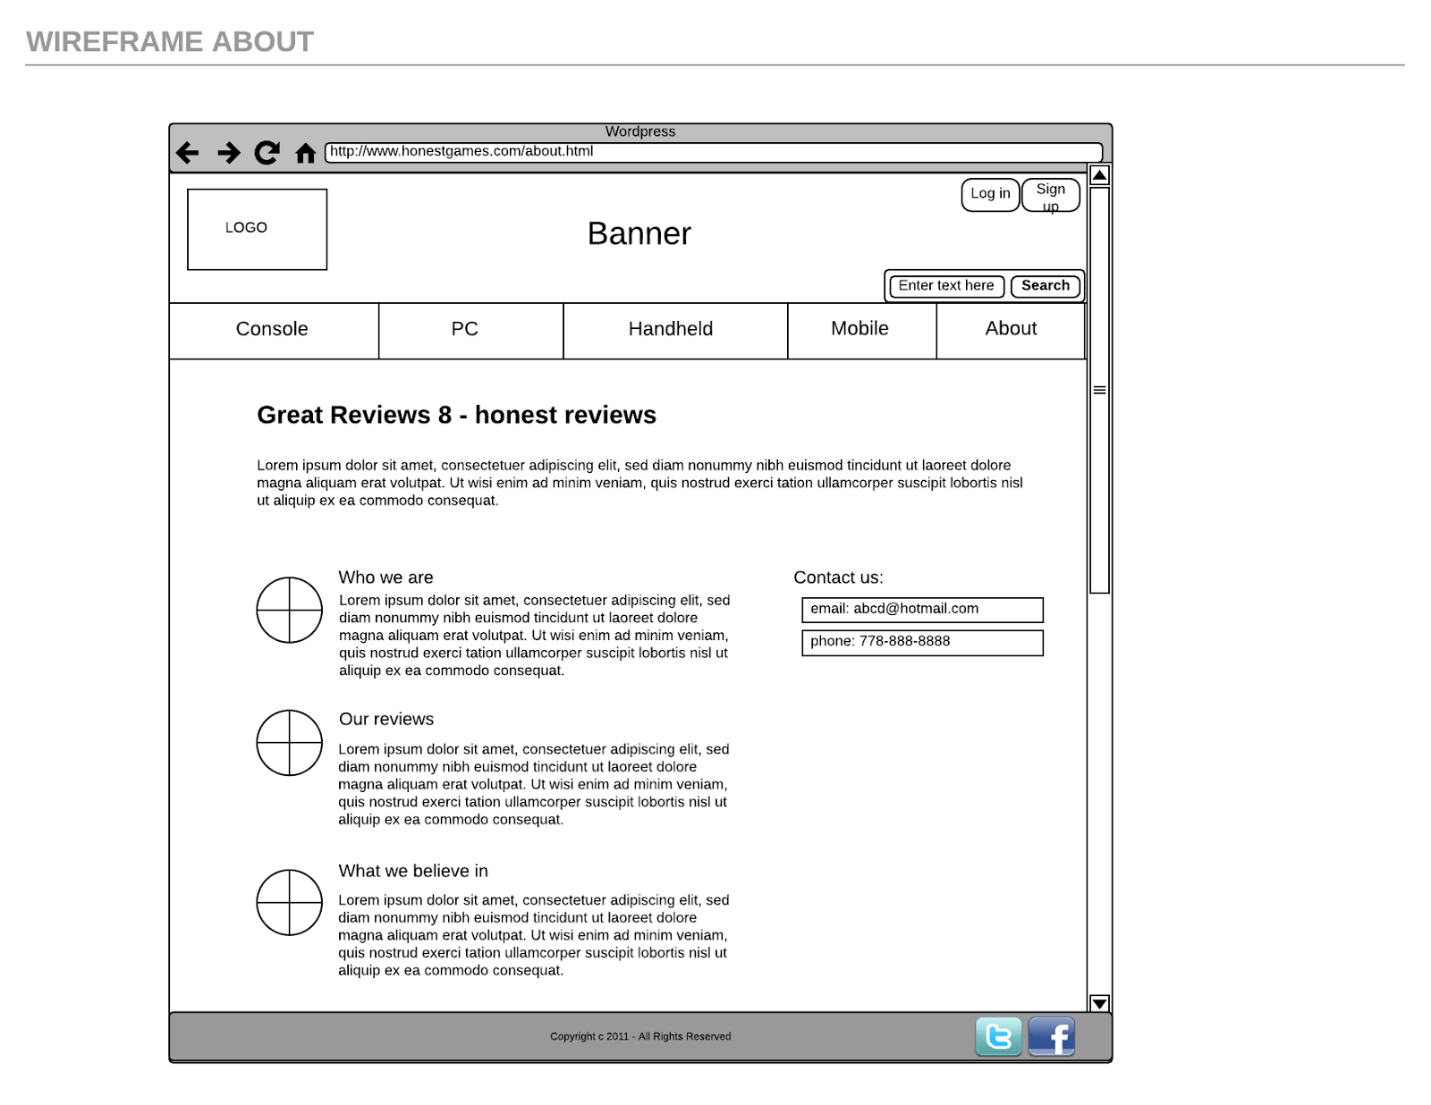 WIREFRAME ABOUT
Wordpress
http://www.honestgames.com/about.html
Log in
Sign
up
LOGO
Banner
Enter text here
Search
Console
PC
Handheld
Mobile
About
Great Reviews 8 - honest reviews
Lorem ipsum dolor sit amet, consectetuer adipiscing elit, sed diam nonummy nibh euismod tincidunt ut laoreet dolore
magna aliquam erat volutpat. Ut wisi enim ad minim veniam, quis nostrud exerci tation ullamcorper suscipit lobortis nisl
ut aliquip ex ea commodo consequat.
Who we are
Lorem ipsum dolor sit amet, consectetuer adipiscing elit, sed
diam nonummy nibh euismod tincidunt ut laoreet dolore
magna aliquam erat volutpat. Ut wisi enim ad minim veniam,
quis nostrud exerci tation ullamcorper suscipit lobortis nisl ut
aliquip ex ea commodo consequat.
Contact us:
email: abcd@hotmail.com
phone: 778-888-8888
Our reviews
Lorem ipsum dolor sit amet, consectetuer adipiscing elit, sed
diam nonummy nibh euismod tincidunt ut laoreet dolore
magna aliquam erat volutpat. Ut wisi enim ad minim veniam,
quis nostrud exerci tation ullamcorper suscipit lobortis nisl ut
aliquip ex ea commodo consequat.
What we believe in
Lorem ipsum dolor sit amet, consectetuer adipiscing elit, sed
diam nonummy nibh euismod tincidunt ut laoreet dolore
magna aliquam erat volutpat. Ut wisi enim ad minim veniam,
quis nostrud exerci tation ullamcorper suscipit lobortis nisl ut
aliquip ex ea commodo consequat.
Copyright c 2011 - All Rights Reserved